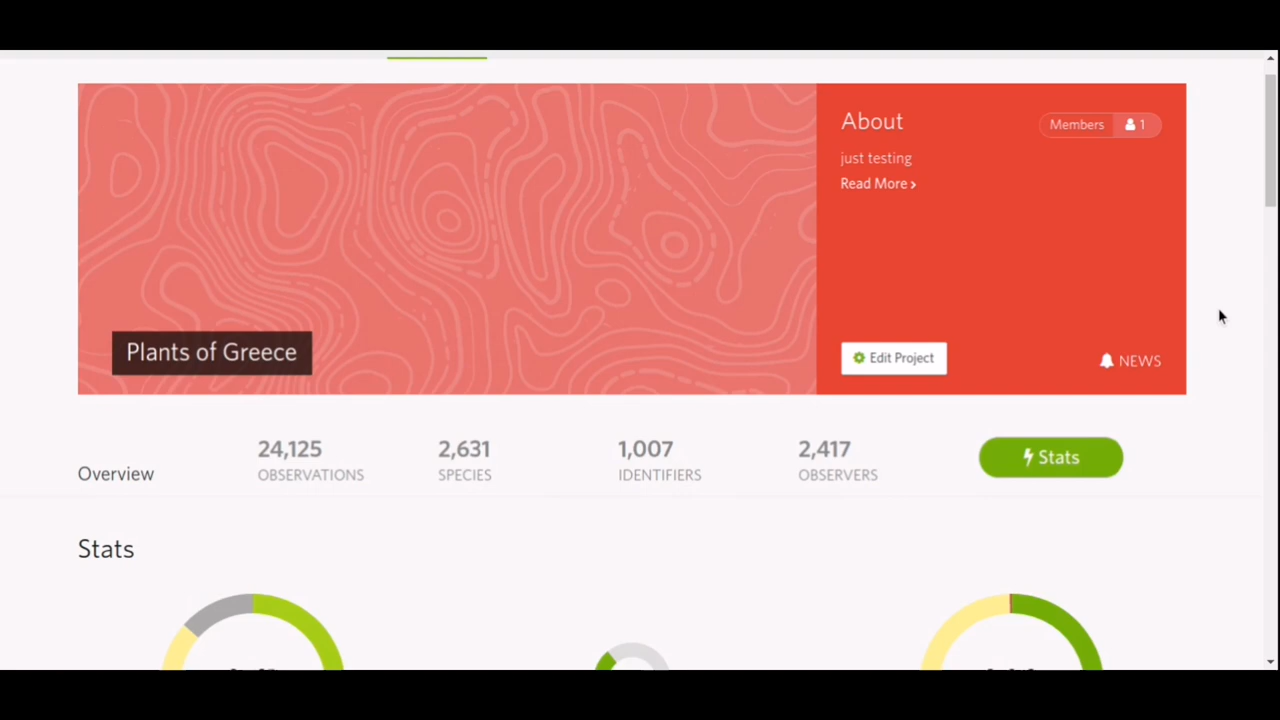 About
Members 1
just testing
Read More
Plants of Greece
Edit Project
NEWS
Overview
24,125
OBSERVATIONS
2,631
SPECIES
1,007
IDENTIFIERS
2,417
OBSERVERS
Stats
Stats